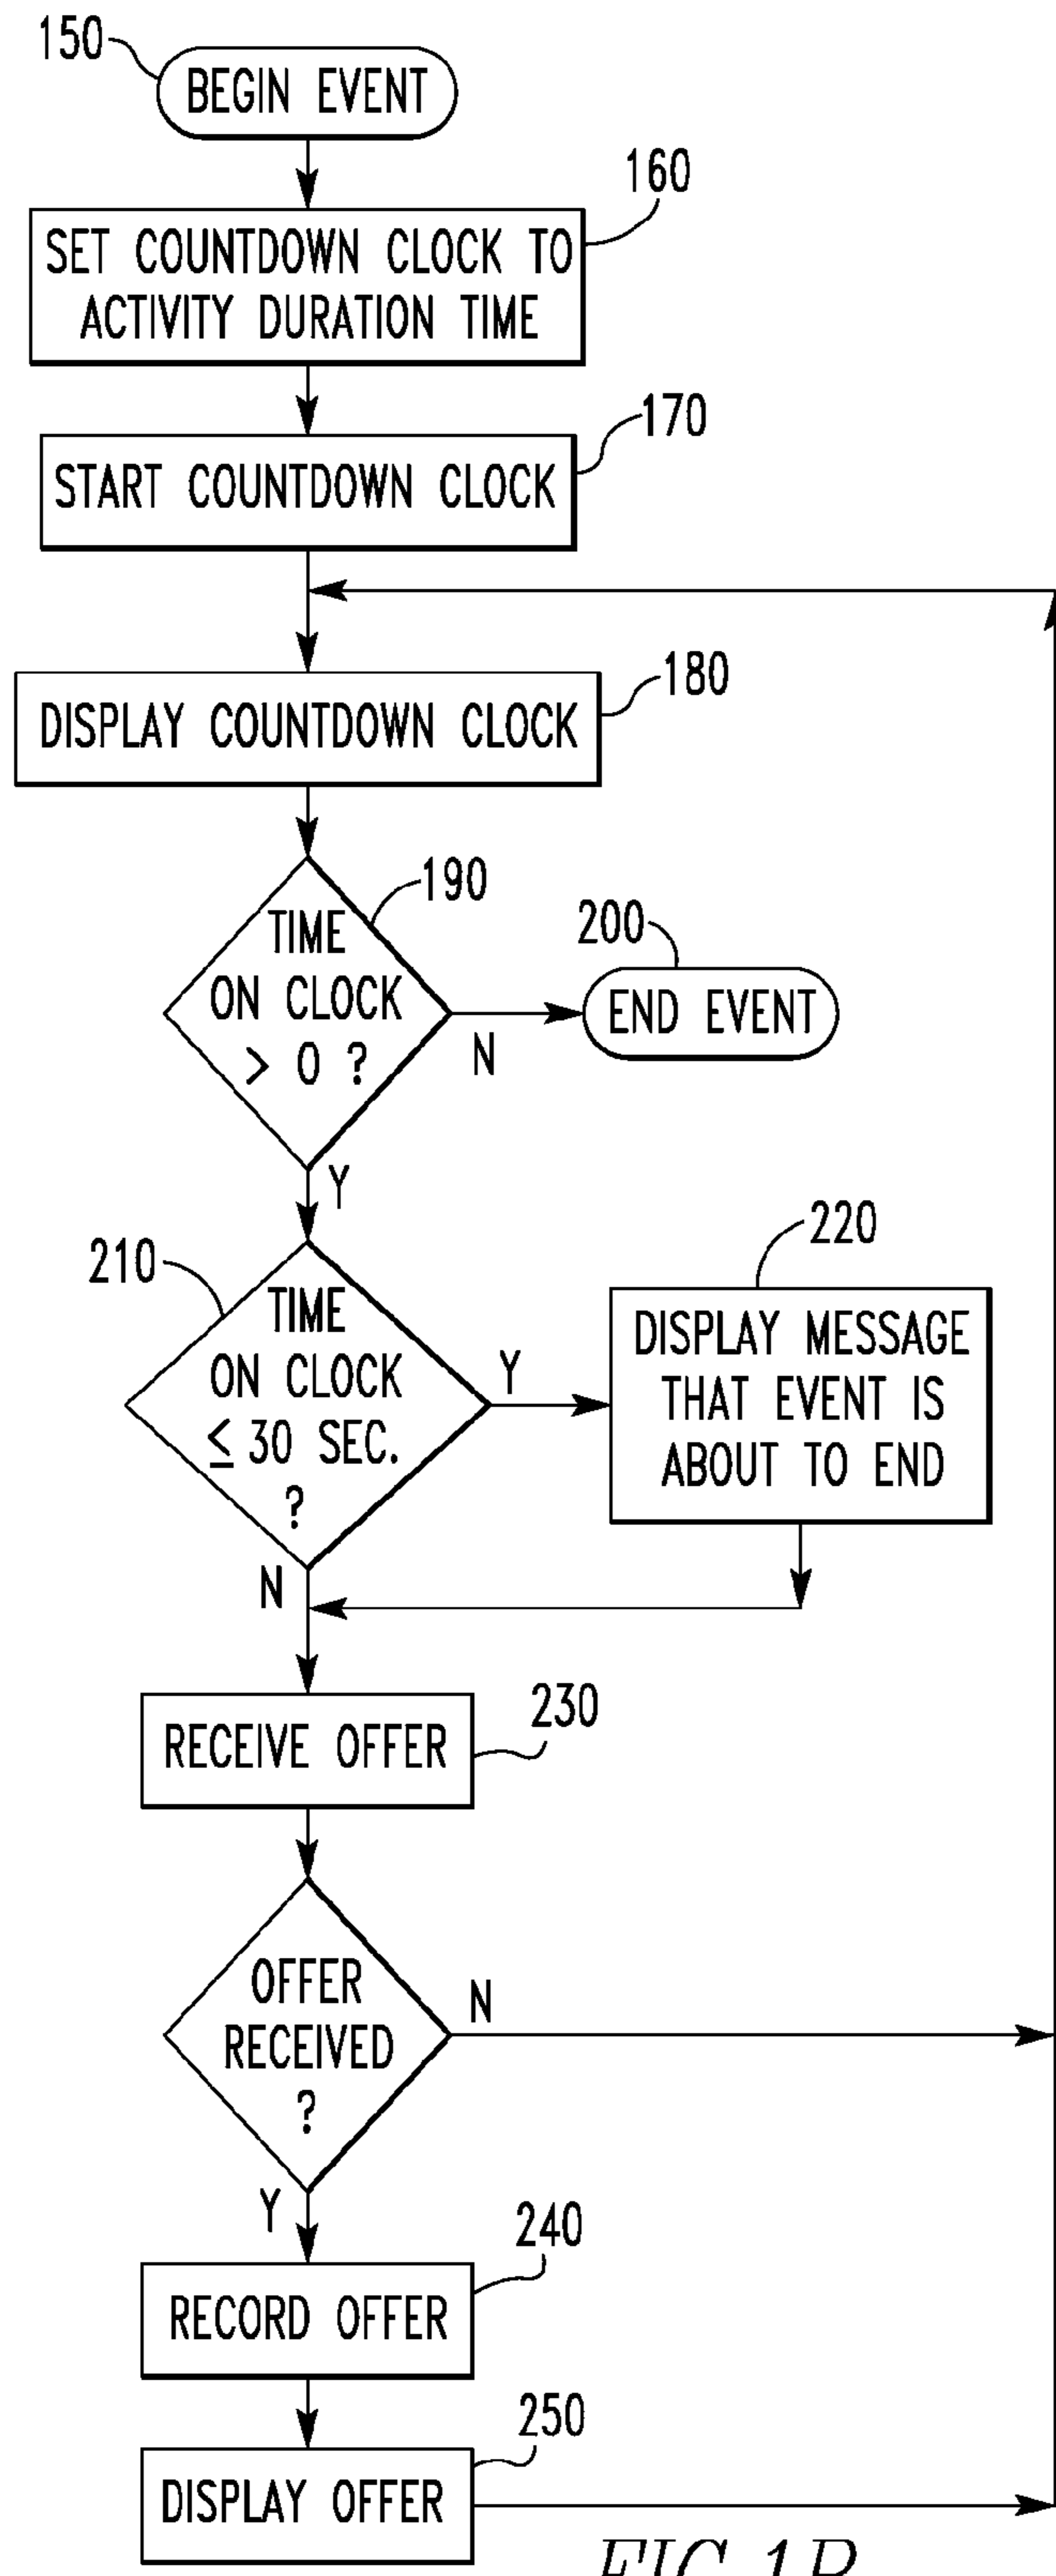 150
BEGIN EVENT
160
SET COUNTDOWN CLOCK TO
ACTIVITY DURATION TIME
170
START COUNTDOWN CLOCK
180
DISPLAY COUNTDOWN CLOCK
190
TIME
ON CLOCK
> 0 ?
N
200
END EVENT
Y
210
TIME
ON CLOCK
≤ 30 SEC.
?
Y
220
DISPLAY MESSAGE
THAT EVENT IS
ABOUT TO END
N
230
RECEIVE OFFER
OFFER
RECEIVED
?
N
Y
240
RECORD OFFER
250
DISPLAY OFFER
FIG. 1B